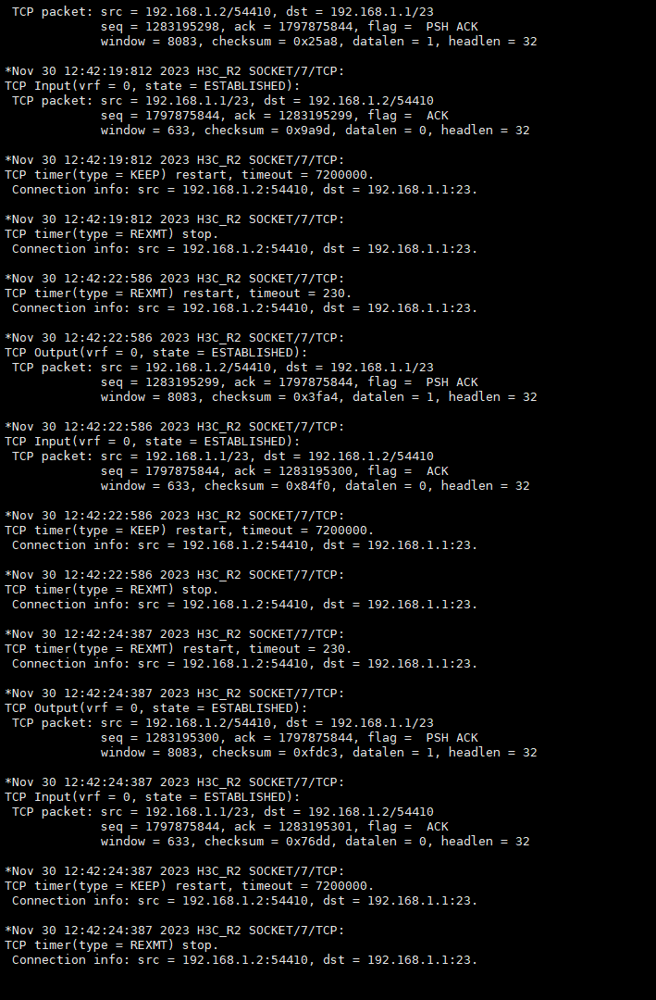 TCP packet: src = 192.168.1.2/54410, dst = 192.168.1.1/23
seq = 1283195298, ack = 1797875844, flag =  PSH ACK
window = 8083, checksum = 0x25a8, datalen = 1, headlen = 32
*Nov 30 12:42:19:812 2023 H3C_R2 SOCKET/7/TCP:
TCP Input(vrf = 0, state = ESTABLISHED):
TCP packet: src = 192.168.1.1/23, dst = 192.168.1.2/54410
seq = 1797875844, ack = 1283195299, flag =  ACK
window = 633, checksum = 0x9a9d, datalen = 0, headlen = 32
*Nov 30 12:42:19:812 2023 H3C_R2 SOCKET/7/TCP:
TCP timer(type = KEEP) restart, timeout = 7200000.
Connection info: src = 192.168.1.2:54410, dst = 192.168.1.1:23.
*Nov 30 12:42:19:812 2023 H3C_R2 SOCKET/7/TCP:
TCP timer(type = REXMT) stop.
Connection info: src = 192.168.1.2:54410, dst = 192.168.1.1:23.
*Nov 30 12:42:22:586 2023 H3C_R2 SOCKET/7/TCP:
TCP timer(type = REXMT) restart, timeout = 230.
Connection info: src = 192.168.1.2:54410, dst = 192.168.1.1:23.
*Nov 30 12:42:22:586 2023 H3C_R2 SOCKET/7/TCP:
TCP Output(vrf = 0, state = ESTABLISHED):
TCP packet: src = 192.168.1.2/54410, dst = 192.168.1.1/23
seq = 1283195299, ack = 1797875844, flag =  PSH ACK
window = 8083, checksum = 0x3fa4, datalen = 1, headlen = 32
*Nov 30 12:42:22:586 2023 H3C_R2 SOCKET/7/TCP:
TCP Input(vrf = 0, state = ESTABLISHED):
TCP packet: src = 192.168.1.1/23, dst = 192.168.1.2/54410
seq = 1797875844, ack = 1283195300, flag =  ACK
window = 633, checksum = 0x84f0, datalen = 0, headlen = 32
*Nov 30 12:42:22:586 2023 H3C_R2 SOCKET/7/TCP:
TCP timer(type = KEEP) restart, timeout = 7200000.
Connection info: src = 192.168.1.2:54410, dst = 192.168.1.1:23.
*Nov 30 12:42:22:586 2023 H3C_R2 SOCKET/7/TCP:
TCP timer(type = REXMT) stop.
Connection info: src = 192.168.1.2:54410, dst = 192.168.1.1:23.
*Nov 30 12:42:24:387 2023 H3C_R2 SOCKET/7/TCP:
TCP timer(type = REXMT) restart, timeout = 230.
Connection info: src = 192.168.1.2:54410, dst = 192.168.1.1:23.
*Nov 30 12:42:24:387 2023 H3C_R2 SOCKET/7/TCP:
TCP Output(vrf = 0, state = ESTABLISHED):
TCP packet: src = 192.168.1.2/54410, dst = 192.168.1.1/23
seq = 1283195300, ack = 1797875844, flag =  PSH ACK
window = 8083, checksum = 0xfdc3, datalen = 1, headlen = 32
*Nov 30 12:42:24:387 2023 H3C_R2 SOCKET/7/TCP:
TCP Input(vrf = 0, state = ESTABLISHED):
TCP packet: src = 192.168.1.1/23, dst = 192.168.1.2/54410
seq = 1797875844, ack = 1283195301, flag =  ACK
window = 633, checksum = 0x76dd, datalen = 0, headlen = 32
*Nov 30 12:42:24:387 2023 H3C_R2 SOCKET/7/TCP:
TCP timer(type = KEEP) restart, timeout = 7200000.
Connection info: src = 192.168.1.2:54410, dst = 192.168.1.1:23.
*Nov 30 12:42:24:387 2023 H3C_R2 SOCKET/7/TCP:
TCP timer(type = REXMT) stop.
Connection info: src = 192.168.1.2:54410, dst = 192.168.1.1:23.